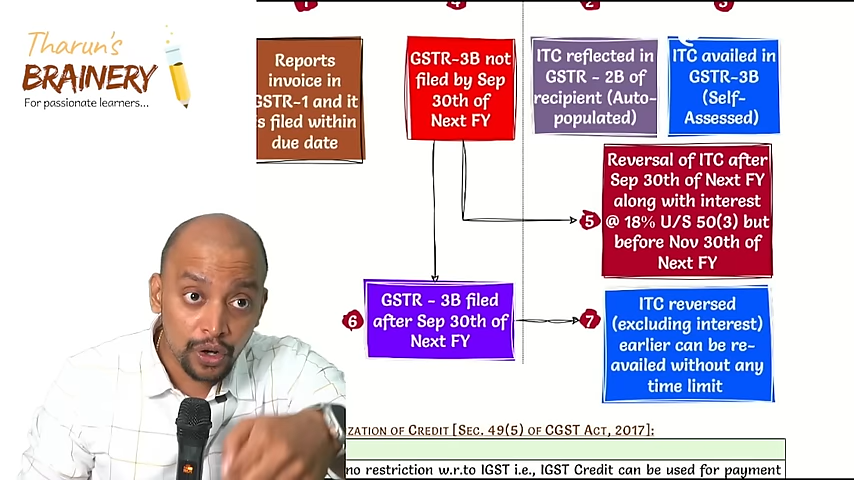 Tharun's
BRAINERY
For passionate learners...
1
4
2
3
Reports
invoice in
GSTR-1 and it
is filed within
due date
GSTR-3B not
filed by Sep
30th of
Next FY
ITC reflected in
GSTR - 2B of
recipient (Auto-
populated)
ITC availed in
GSTR-3B
(Self-
Assessed)
Reversal of ITC after
Sep 30th of Next FY
along with interest
@ 18% U/S 50(3) but
before Nov 30th of
Next FY
5
6
GSTR - 3B filed
after Sep 30th of
Next FY
7
ITC reversed
(excluding interest)
earlier can be re-
availed without any
time limit
ZATION OF CREDIT [SEC. 49(5) OF CGST ACT, 2017]:
no restriction w.r.to IGST i.e., IGST Credit can be used for payment